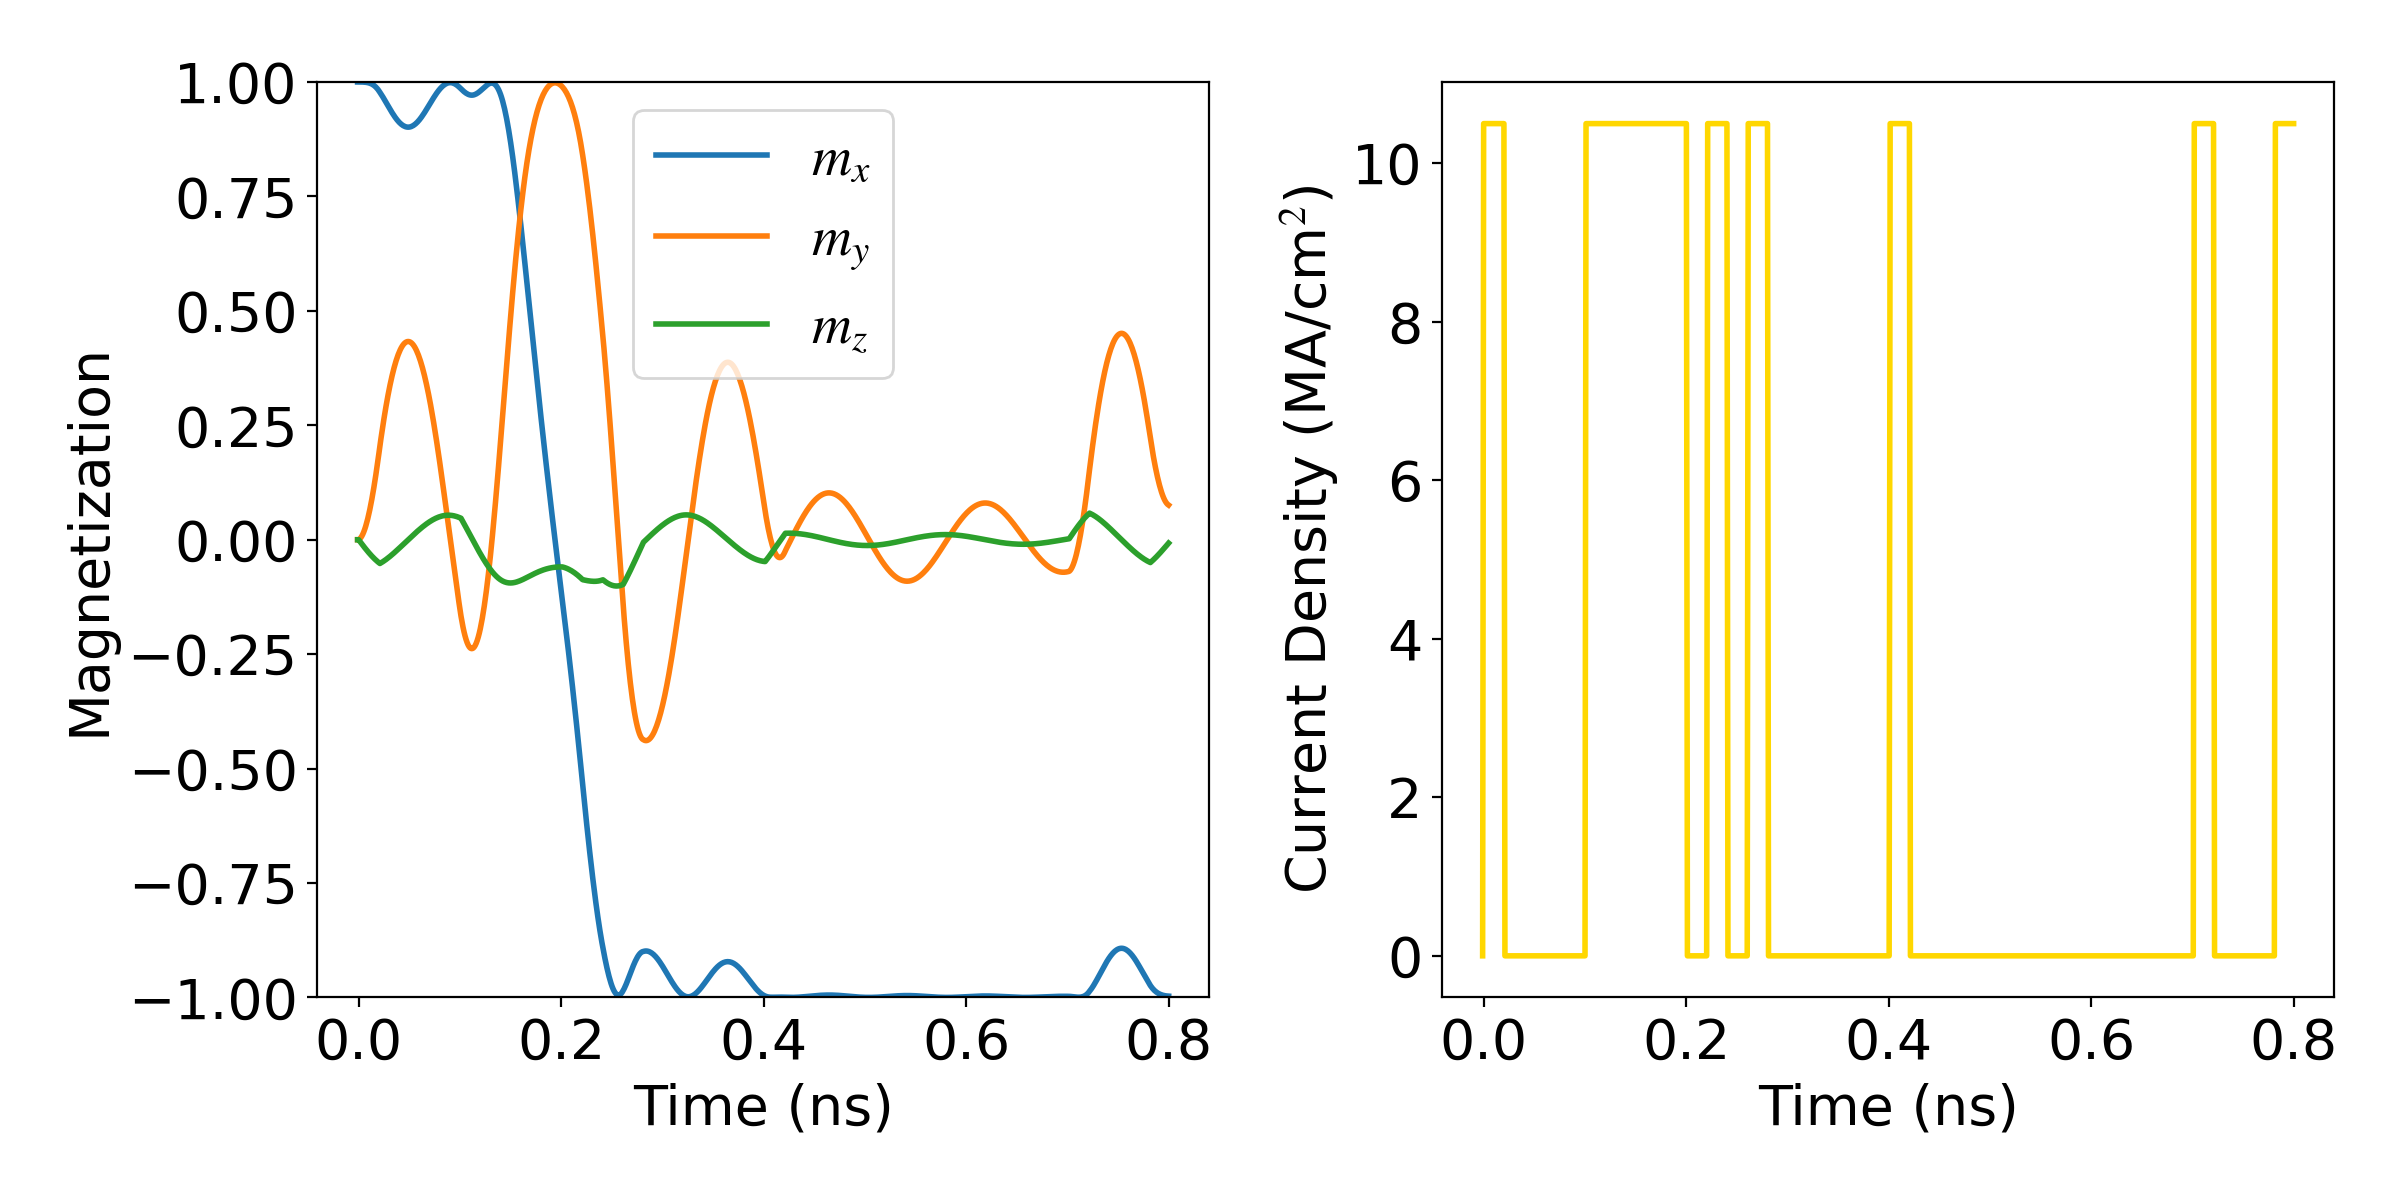 1.00
0.75
0.50
0.25
0.00
−0.25
−0.50
−0.75
−1.00
Magnetization
0.0 0.2 0.4 0.6 0.8
Time (ns)
m_x
m_y
m_z
10
8
6
4
2
0
Current Density (MA/cm²)
0.0 0.2 0.4 0.6 0.8
Time (ns)